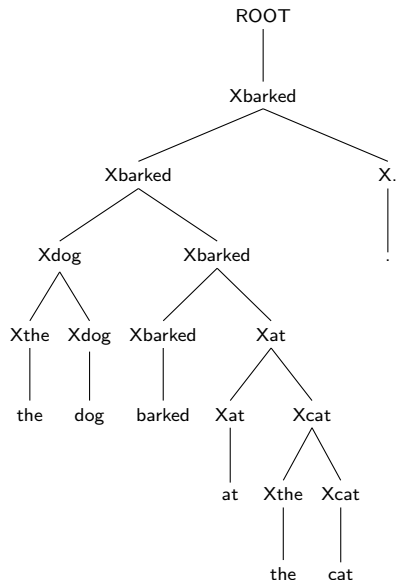 ROOT
Xbarked
Xbarked X.
Xdog Xbarked .
Xthe Xdog Xbarked Xat
the dog barked Xat Xcat
at Xthe Xcat
the cat